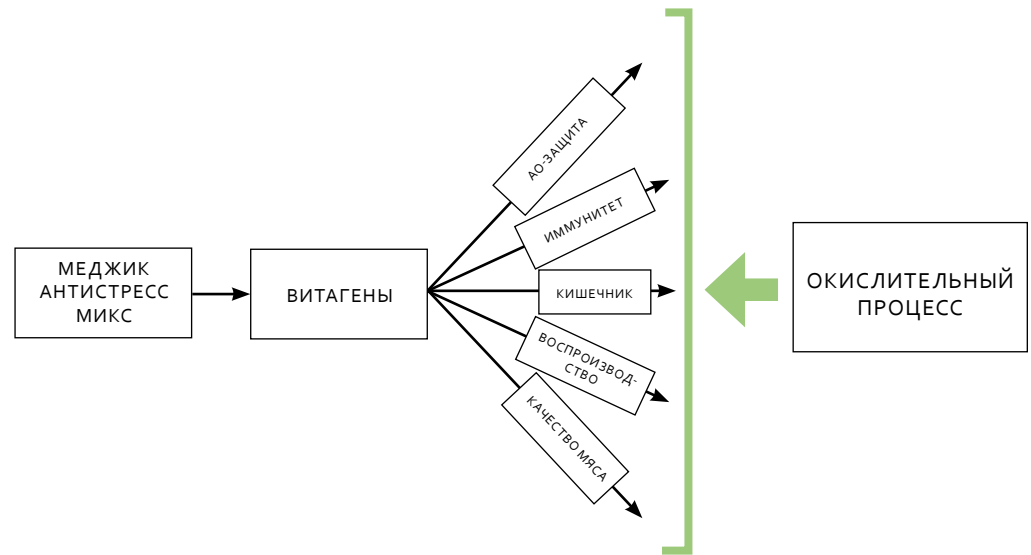 МЕДЖИК
АНТИСТРЕСС
МИКС
ВИТАГЕНЫ
АО-ЗАЩИТА
ИММУНИТЕТ
КИШЕЧНИК
ВОСПРОИЗВОД-
СТВО
КАЧЕСТВО МЯСА
ОКИСЛИТЕЛЬНЫЙ
ПРОЦЕСС